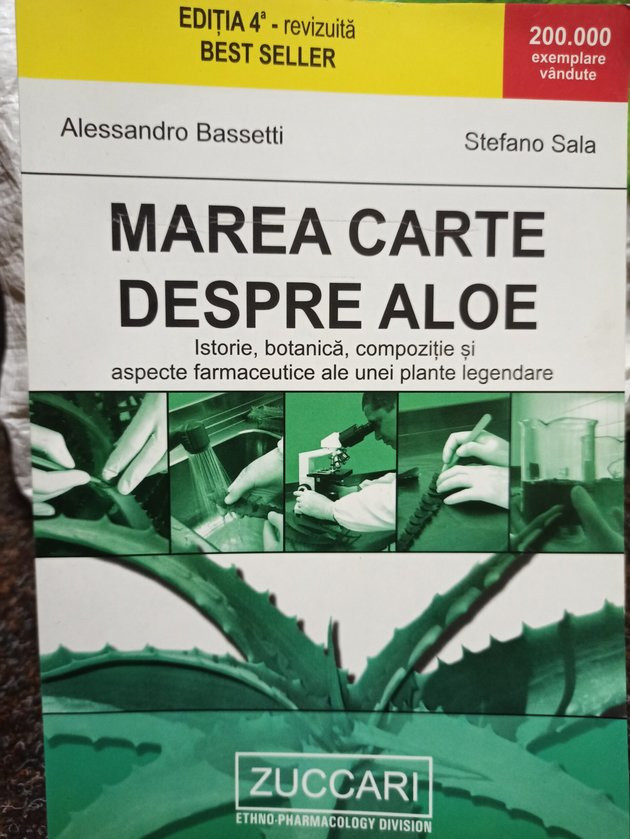 EDIȚIA 4ª - revizuită
BEST SELLER
200.000
exemplare
vândute
Alessandro Bassetti
Stefano Sala
MAREA CARTE
DESPRE ALOE
Istorie, botanică, compoziție și
aspecte farmaceutice ale unei plante legendare
ZUCCARI
ETHNO-PHARMACOLOGY DIVISION